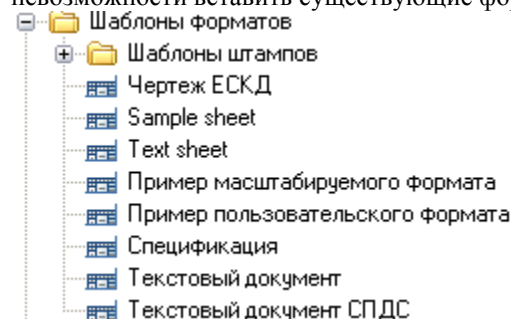 невозможности вставить существующие фор
Шаблоны форматов
Шаблоны штампов
Чертеж ЕСКД
Sample sheet
Text sheet
Пример масштабируемого формата
Пример пользовательского формата
Спецификация
Текстовый документ
Текстовый документ СПДС